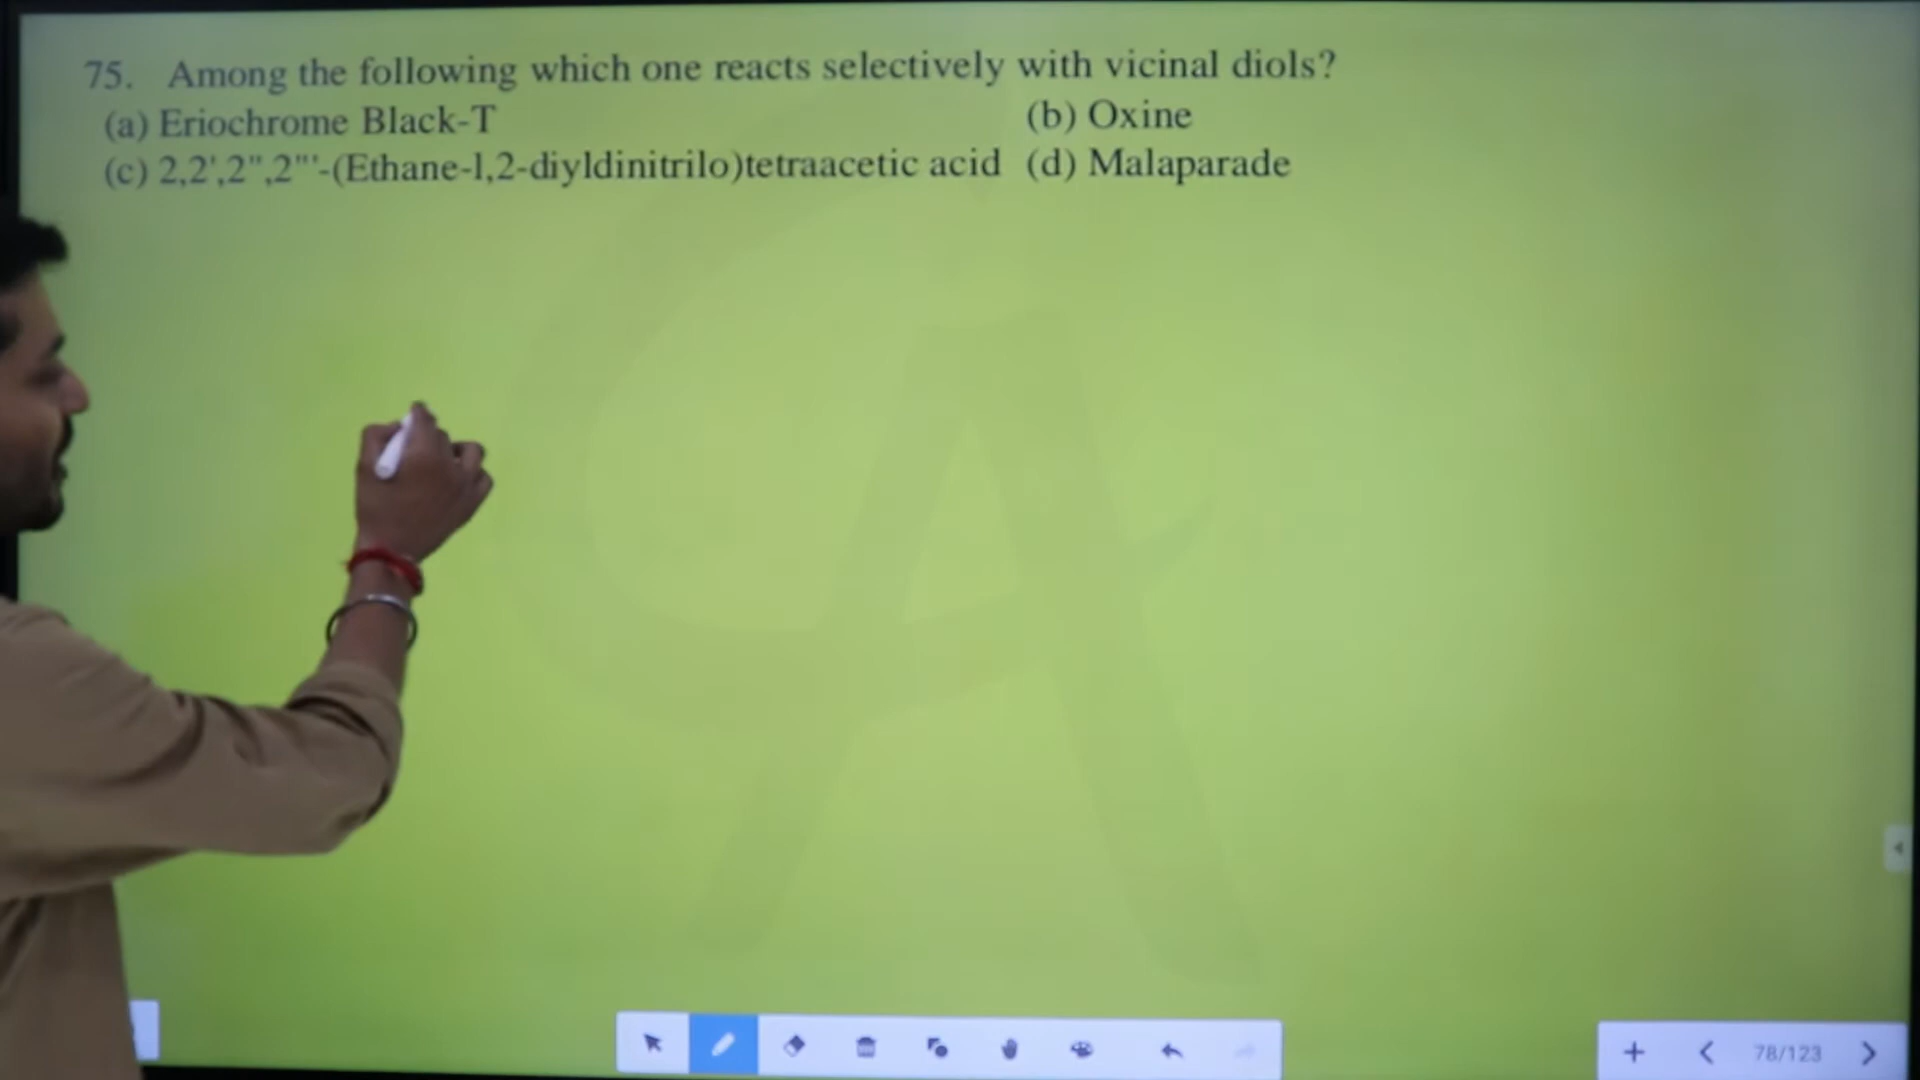 75. Among the following which one reacts selectively with vicinal diols?
(a) Eriochrome Black-T (b) Oxine
(c) 2,2',2",2"'-(Ethane-l,2-diyldinitrilo)tetraacetic acid (d) Malaparade
78/123